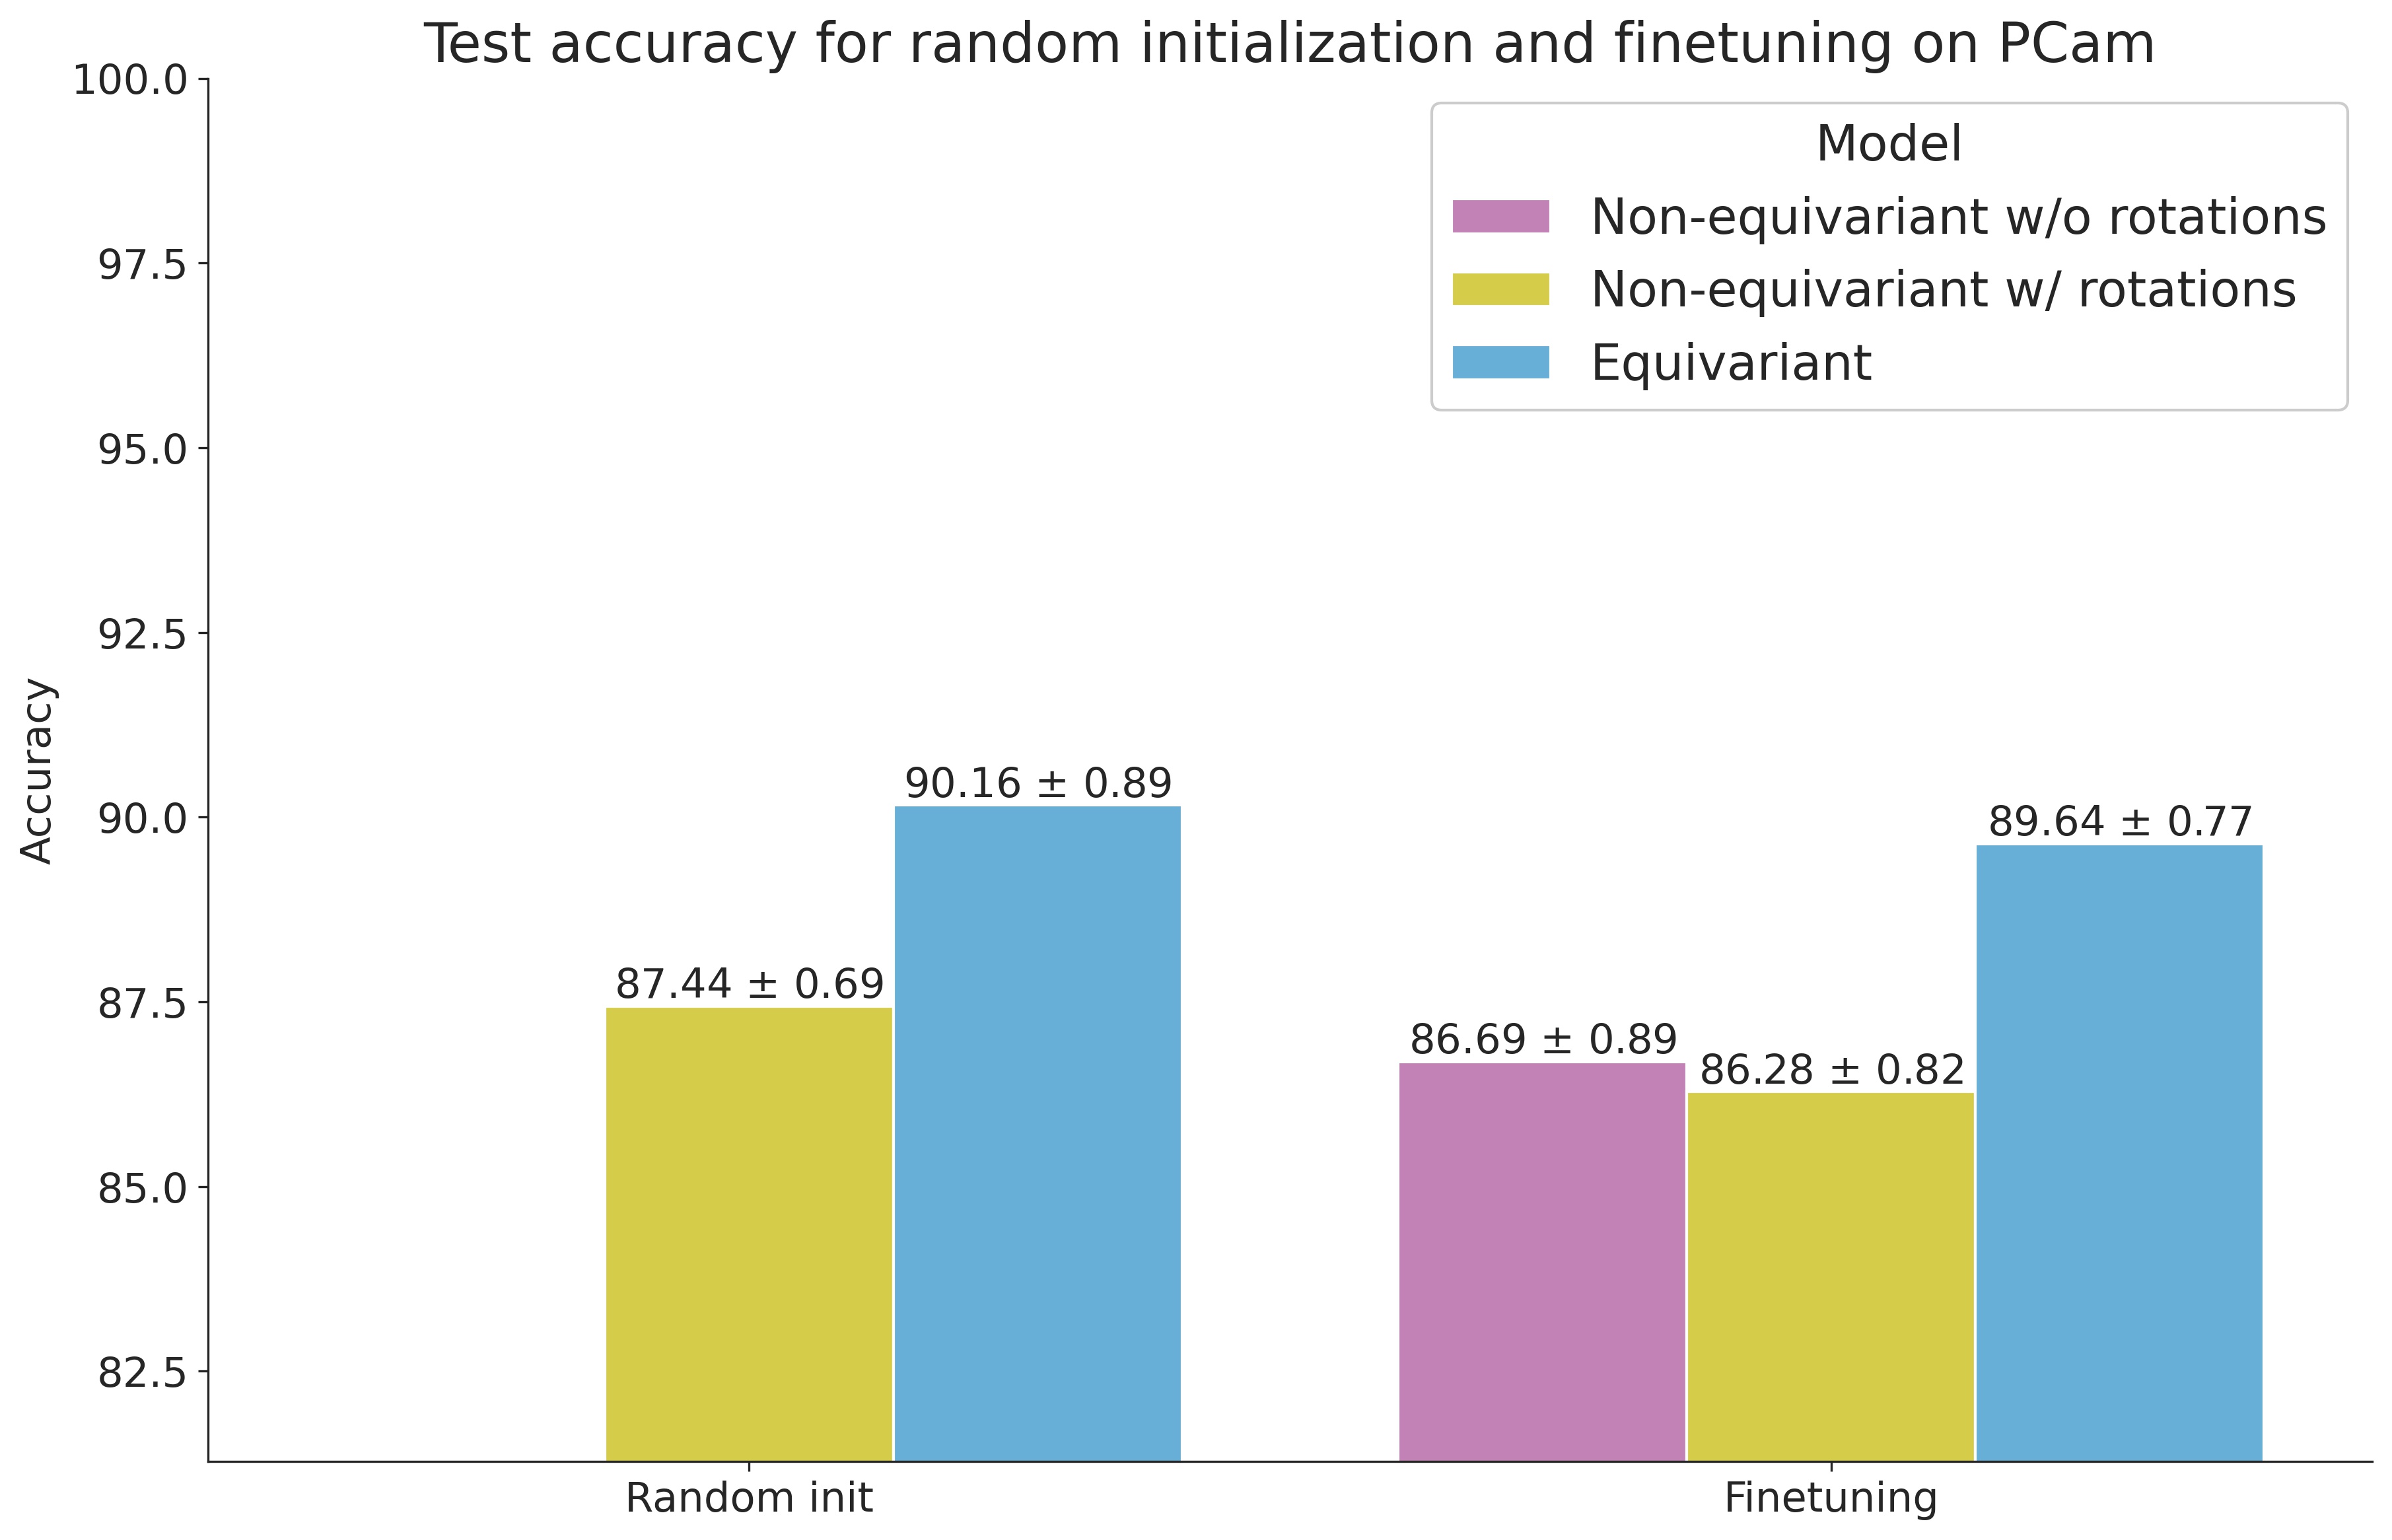 Test accuracy for random initialization and finetuning on PCam
Model
Non-equivariant w/o rotations
Non-equivariant w/ rotations
Equivariant
Accuracy
100.0
97.5
95.0
92.5
90.0
87.5
85.0
82.5
87.44 ± 0.69
90.16 ± 0.89
86.69 ± 0.89
86.28 ± 0.82
89.64 ± 0.77
Random init
Finetuning